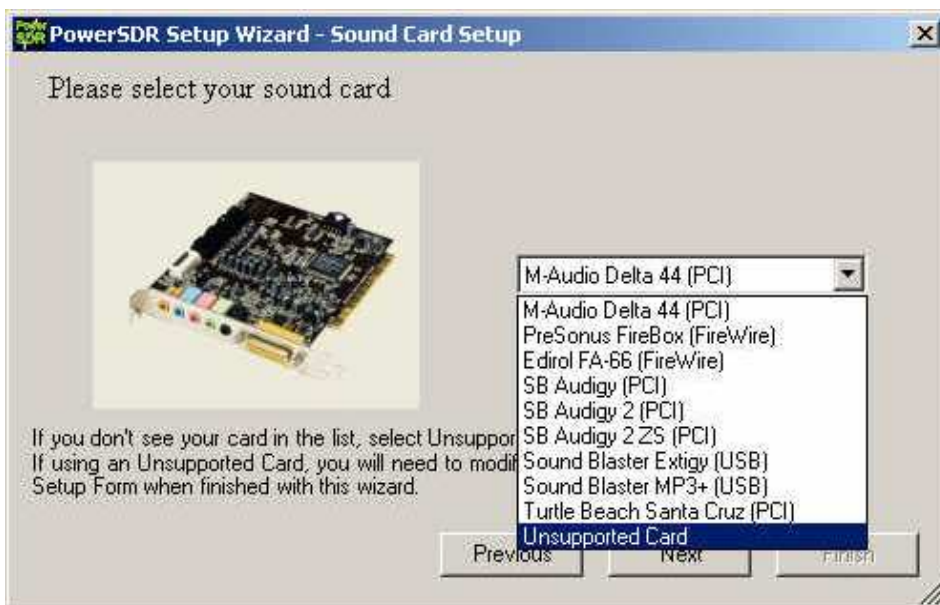 PowerSDR Setup Wizard - Sound Card Setup
Please select your sound card
M-Audio Delta 44 (PCI)
M-Audio Delta 44 (PCI)
PreSonus FireBox (FireWire)
Edirol FA-66 (FireWire)
SB Audigy (PCI)
SB Audigy 2 (PCI)
SB Audigy 2 ZS (PCI)
Sound Blaster Extigy (USB)
Sound Blaster MP3+ (USB)
Turtle Beach Santa Cruz (PCI)
Unsupported Card
If you don't see your card in the list, select Unsuppor
If using an Unsupported Card, you will need to modif
Setup Form when finished with this wizard.
Previous
Next
Finish